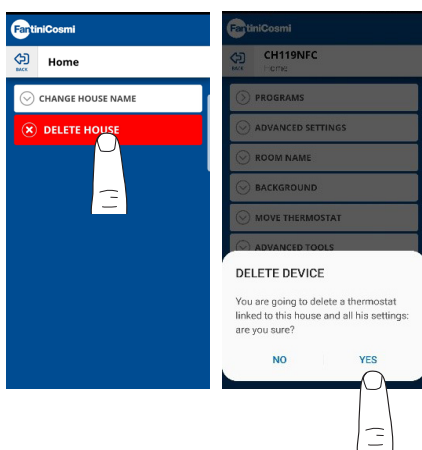 FantiniCosmi
BACK
Home
CHANGE HOUSE NAME
DELETE HOUSE
FantiniCosmi
BACK
CH119NFC
Home
PROGRAMS
ADVANCED SETTINGS
ROOM NAME
BACKGROUND
MOVE THERMOSTAT
ADVANCED TOOLS
DELETE DEVICE
You are going to delete a thermostat
linked to this house and all his settings:
are you sure?
NO YES